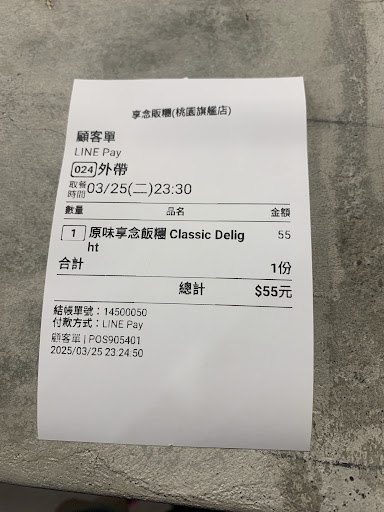 享念飯糰(桃園旗艦店)
顧客單
LINE Pay
024 外帶
取餐時間 03/25(二)23:30
數量 品名 金額
1 原味享念飯糰 Classic Delig 55
ht
合計 1份
總計 $55元
結帳單號：14500050
付款方式：LINE Pay
顧客單 | POS905401
2025/03/25 23:24:50